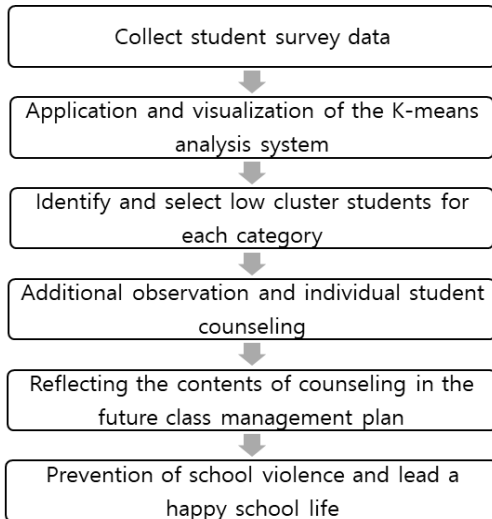 Collect student survey data
Application and visualization of the K-means
analysis system
Identify and select low cluster students for
each category
Additional observation and individual student
counseling
Reflecting the contents of counseling in the
future class management plan
Prevention of school violence and lead a
happy school life